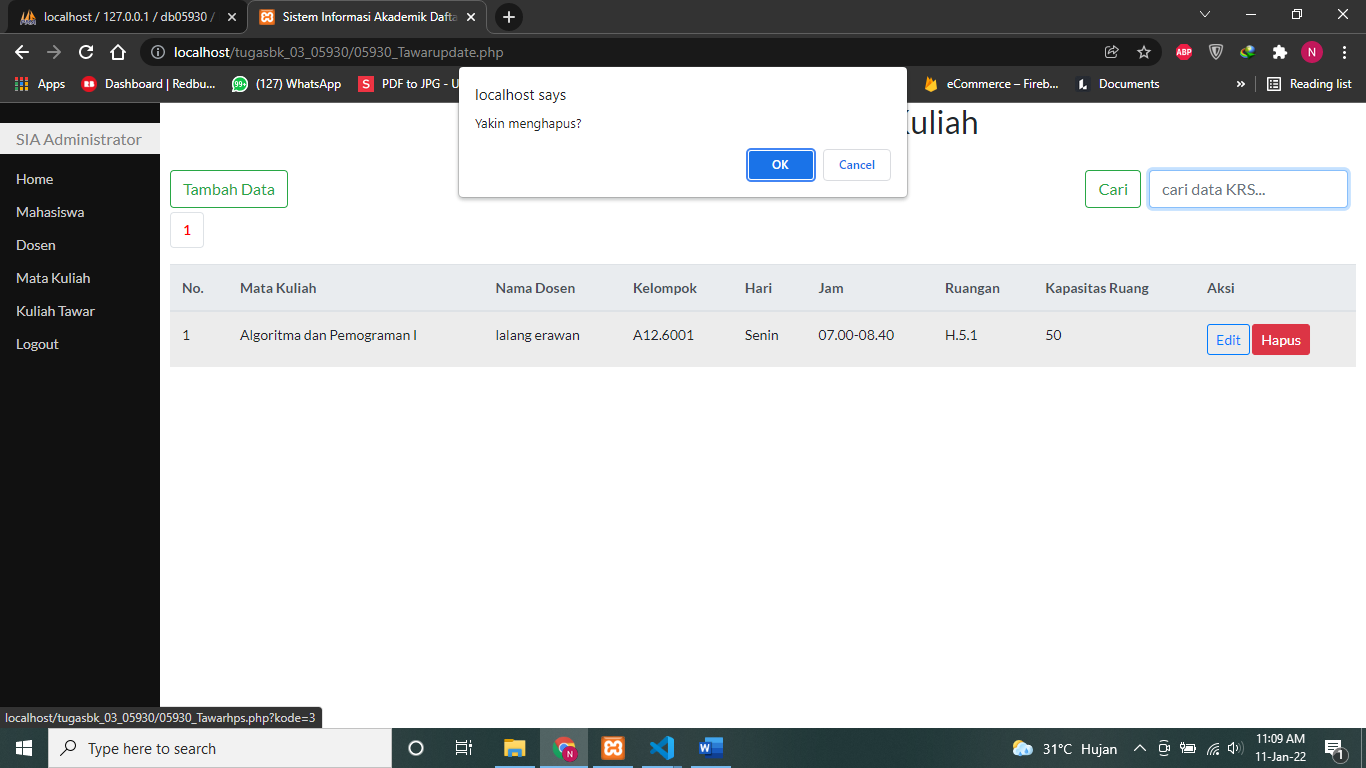 localhost / 127.0.0.1 / db05930 /
Sistem Informasi Akademik Dafta
localhost/tugasbk_03_05930/05930_Tawarupdate.php
ABP
N
Apps
RB Dashboard | Redbu...
99+ (127) WhatsApp
S PDF to JPG - U
eCommerce – Fireb...
Documents
»
Reading list
localhost says
Yakin menghapus?
OK
Cancel
Kuliah
SIA Administrator
Home
Mahasiswa
Dosen
Mata Kuliah
Kuliah Tawar
Logout
Tambah Data
Cari
cari data KRS...
1
No. Mata Kuliah Nama Dosen Kelompok Hari Jam Ruangan Kapasitas Ruang Aksi
1 Algoritma dan Pemograman I lalang erawan A12.6001 Senin 07.00-08.40 H.5.1 50 Edit Hapus
localhost/tugasbk_03_05930/05930_Tawarhps.php?kode=3
Type here to search
31°C Hujan
11:09 AM
11-Jan-22
1